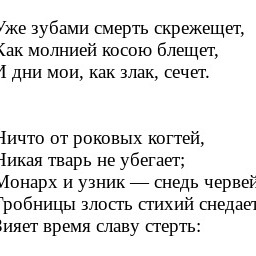 Уже зубами смерть скрежещет,
Как молнией косою блещет,
И дни мои, как злак, сечет.
Ничто от роковых когтей,
Никая тварь не убегает;
Монарх и узник — снедь червей
Гробницы злость стихий снедает
Зияет время славу стерть: